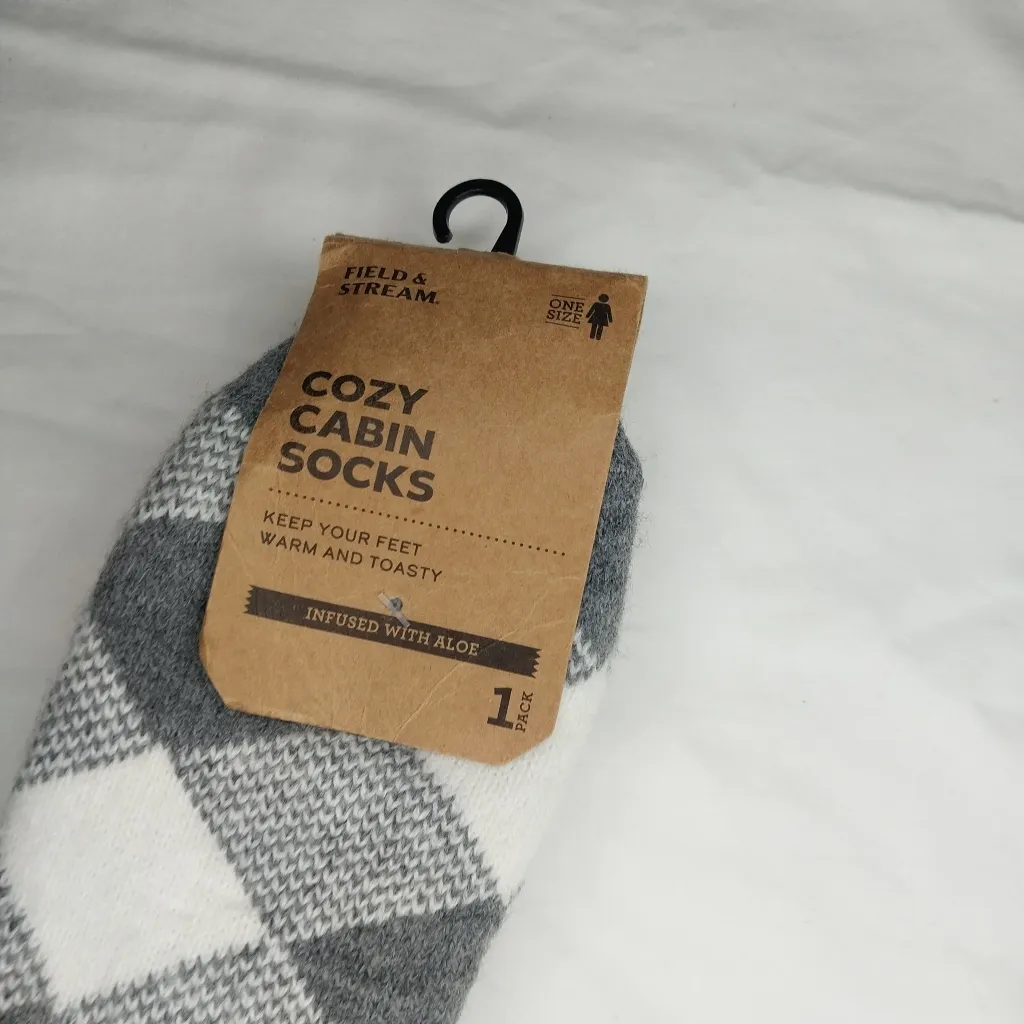 FIELD &
STREAM.
ONE
SIZE
COZY
CABIN
SOCKS
KEEP YOUR FEET
WARM AND TOASTY
INFUSED WITH ALOE
1 PACK